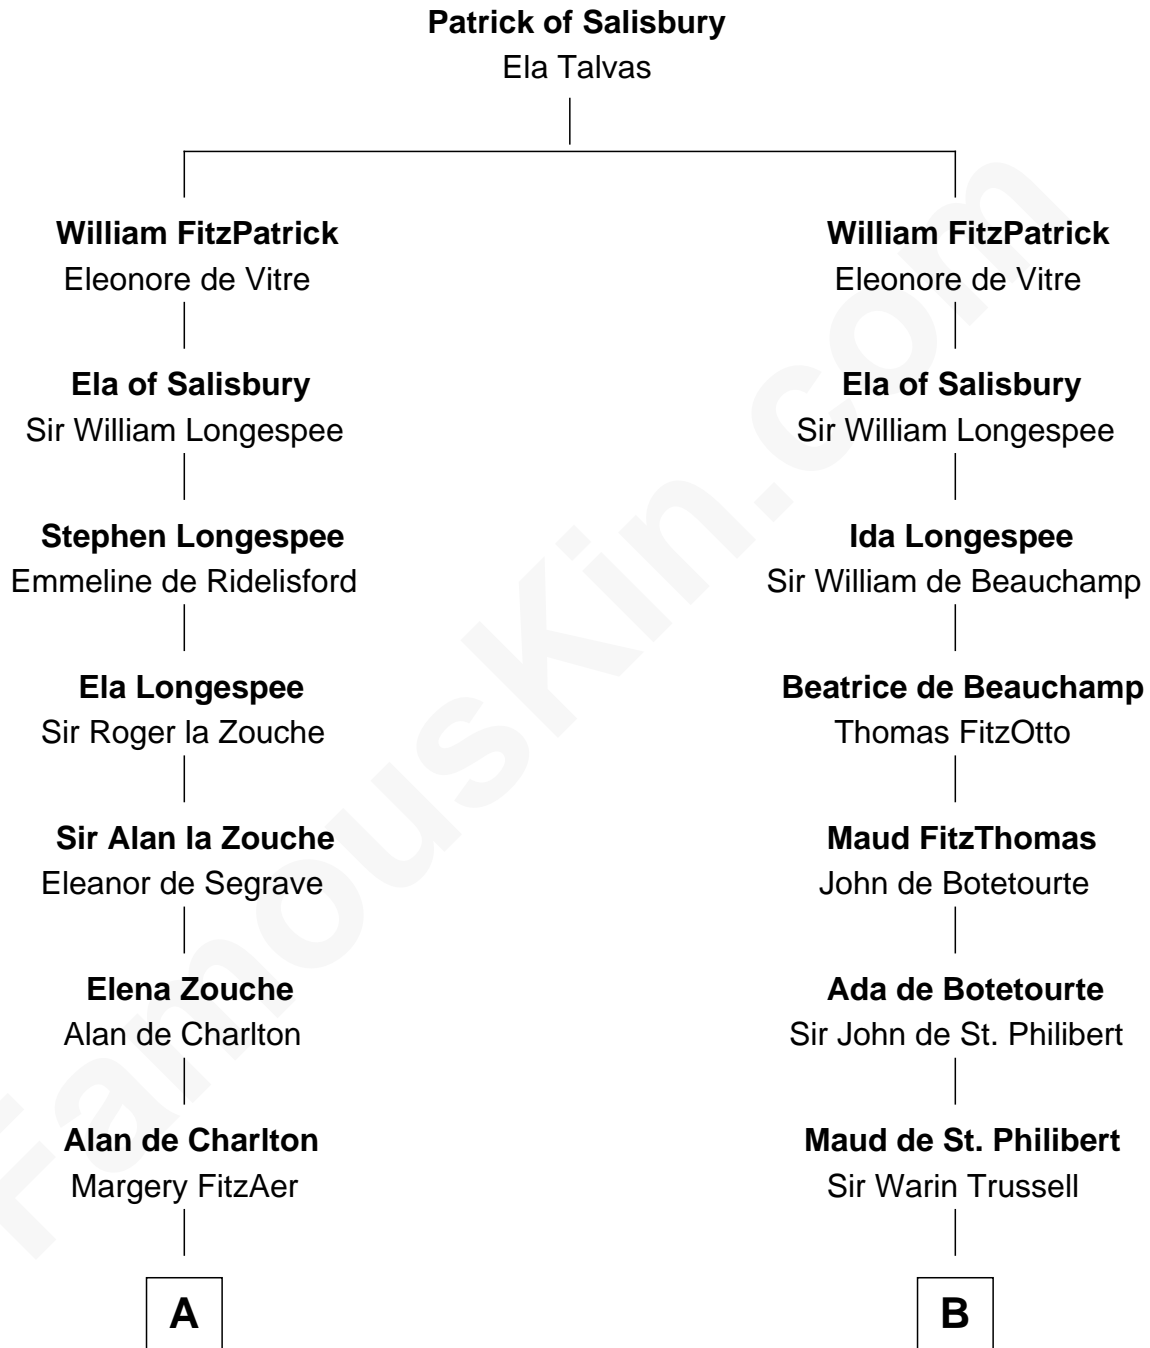 Patrick of Salisbury
Ela Talvas
William FitzPatrick
Eleonore de Vitre
Ela of Salisbury
Sir William Longespee
Stephen Longespee
Emmeline de Ridelisford
Ela Longespee
Sir Roger la Zouche
Sir Alan la Zouche
Eleanor de Segrave
Elena Zouche
Alan de Charlton
Alan de Charlton
Margery FitzAer
A
William FitzPatrick
Eleonore de Vitre
Ela of Salisbury
Sir William Longespee
Ida Longespee
Sir William de Beauchamp
Beatrice de Beauchamp
Thomas FitzOtto
Maud FitzThomas
John de Botetourte
Ada de Botetourte
Sir John de St. Philibert
Maud de St. Philibert
Sir Warin Trussell
B
FamousKin.com